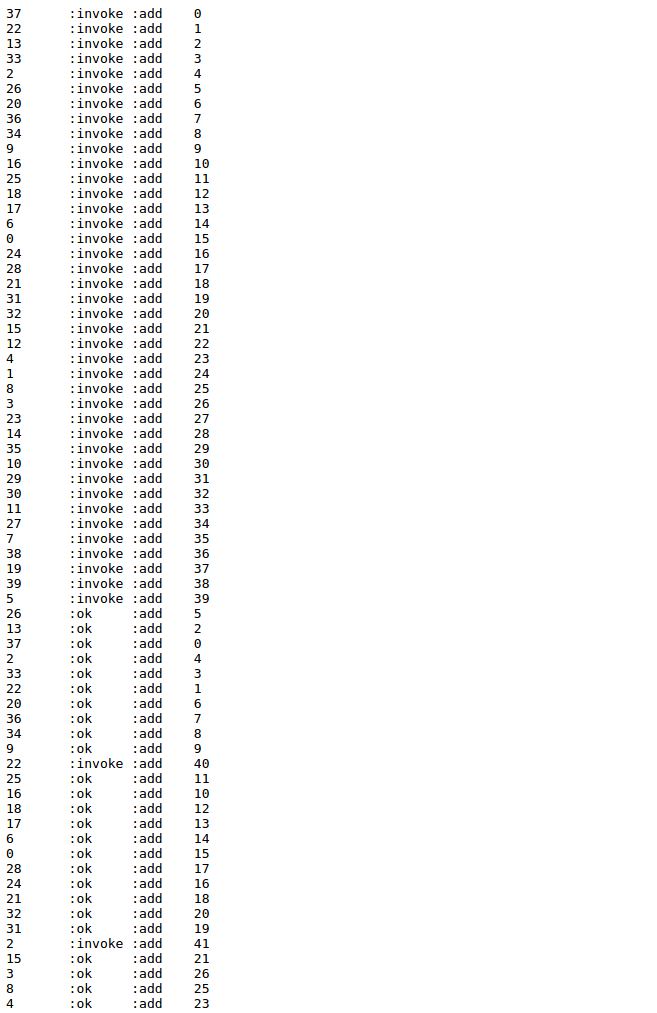 37      :invoke :add    0
22      :invoke :add    1
13      :invoke :add    2
33      :invoke :add    3
2       :invoke :add    4
26      :invoke :add    5
20      :invoke :add    6
36      :invoke :add    7
34      :invoke :add    8
9       :invoke :add    9
16      :invoke :add    10
25      :invoke :add    11
18      :invoke :add    12
17      :invoke :add    13
6       :invoke :add    14
0       :invoke :add    15
24      :invoke :add    16
28      :invoke :add    17
21      :invoke :add    18
31      :invoke :add    19
32      :invoke :add    20
15      :invoke :add    21
12      :invoke :add    22
4       :invoke :add    23
1       :invoke :add    24
8       :invoke :add    25
3       :invoke :add    26
23      :invoke :add    27
14      :invoke :add    28
35      :invoke :add    29
10      :invoke :add    30
29      :invoke :add    31
30      :invoke :add    32
11      :invoke :add    33
27      :invoke :add    34
7       :invoke :add    35
38      :invoke :add    36
19      :invoke :add    37
39      :invoke :add    38
5       :invoke :add    39
26      :ok     :add    5
13      :ok     :add    2
37      :ok     :add    0
2       :ok     :add    4
33      :ok     :add    3
22      :ok     :add    1
20      :ok     :add    6
36      :ok     :add    7
34      :ok     :add    8
9       :ok     :add    9
22      :invoke :add    40
25      :ok     :add    11
16      :ok     :add    10
18      :ok     :add    12
17      :ok     :add    13
6       :ok     :add    14
0       :ok     :add    15
28      :ok     :add    17
24      :ok     :add    16
21      :ok     :add    18
32      :ok     :add    20
31      :ok     :add    19
2       :invoke :add    41
15      :ok     :add    21
3       :ok     :add    26
8       :ok     :add    25
4       :ok     :add    23